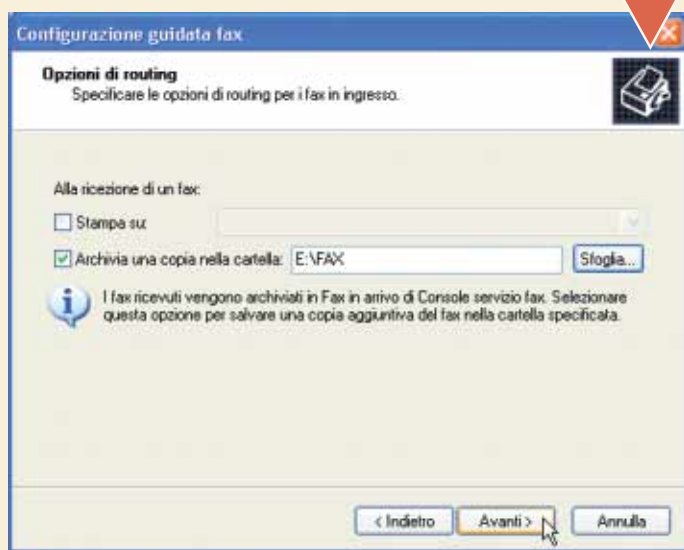 Configurazione guidata fax
Opzioni di routing
Specificare le opzioni di routing per i fax in ingresso.
Alla ricezione di un fax:
Stampa su:
Archivia una copia nella cartella: E:\FAX Sfoglia...
I fax ricevuti vengono archiviati in Fax in arrivo di Console servizio fax. Selezionare
questa opzione per salvare una copia aggiuntiva del fax nella cartella specificata.
< Indietro Avanti > Annulla